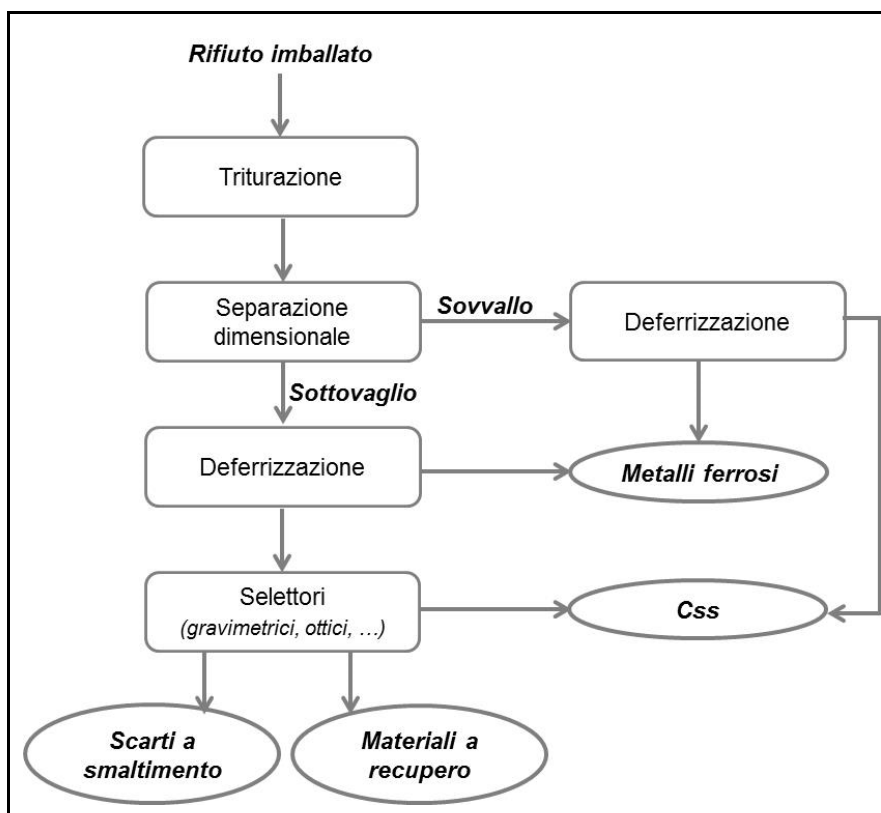 Rifiuto imballato
Triturazione
Separazione
dimensionale
Sovvallo
Deferrizzazione
Sottovaglio
Deferrizzazione
Metalli ferrosi
Selettori
(gravimetrici, ottici, ...)
Css
Scarti a
smaltimento
Materiali a
recupero